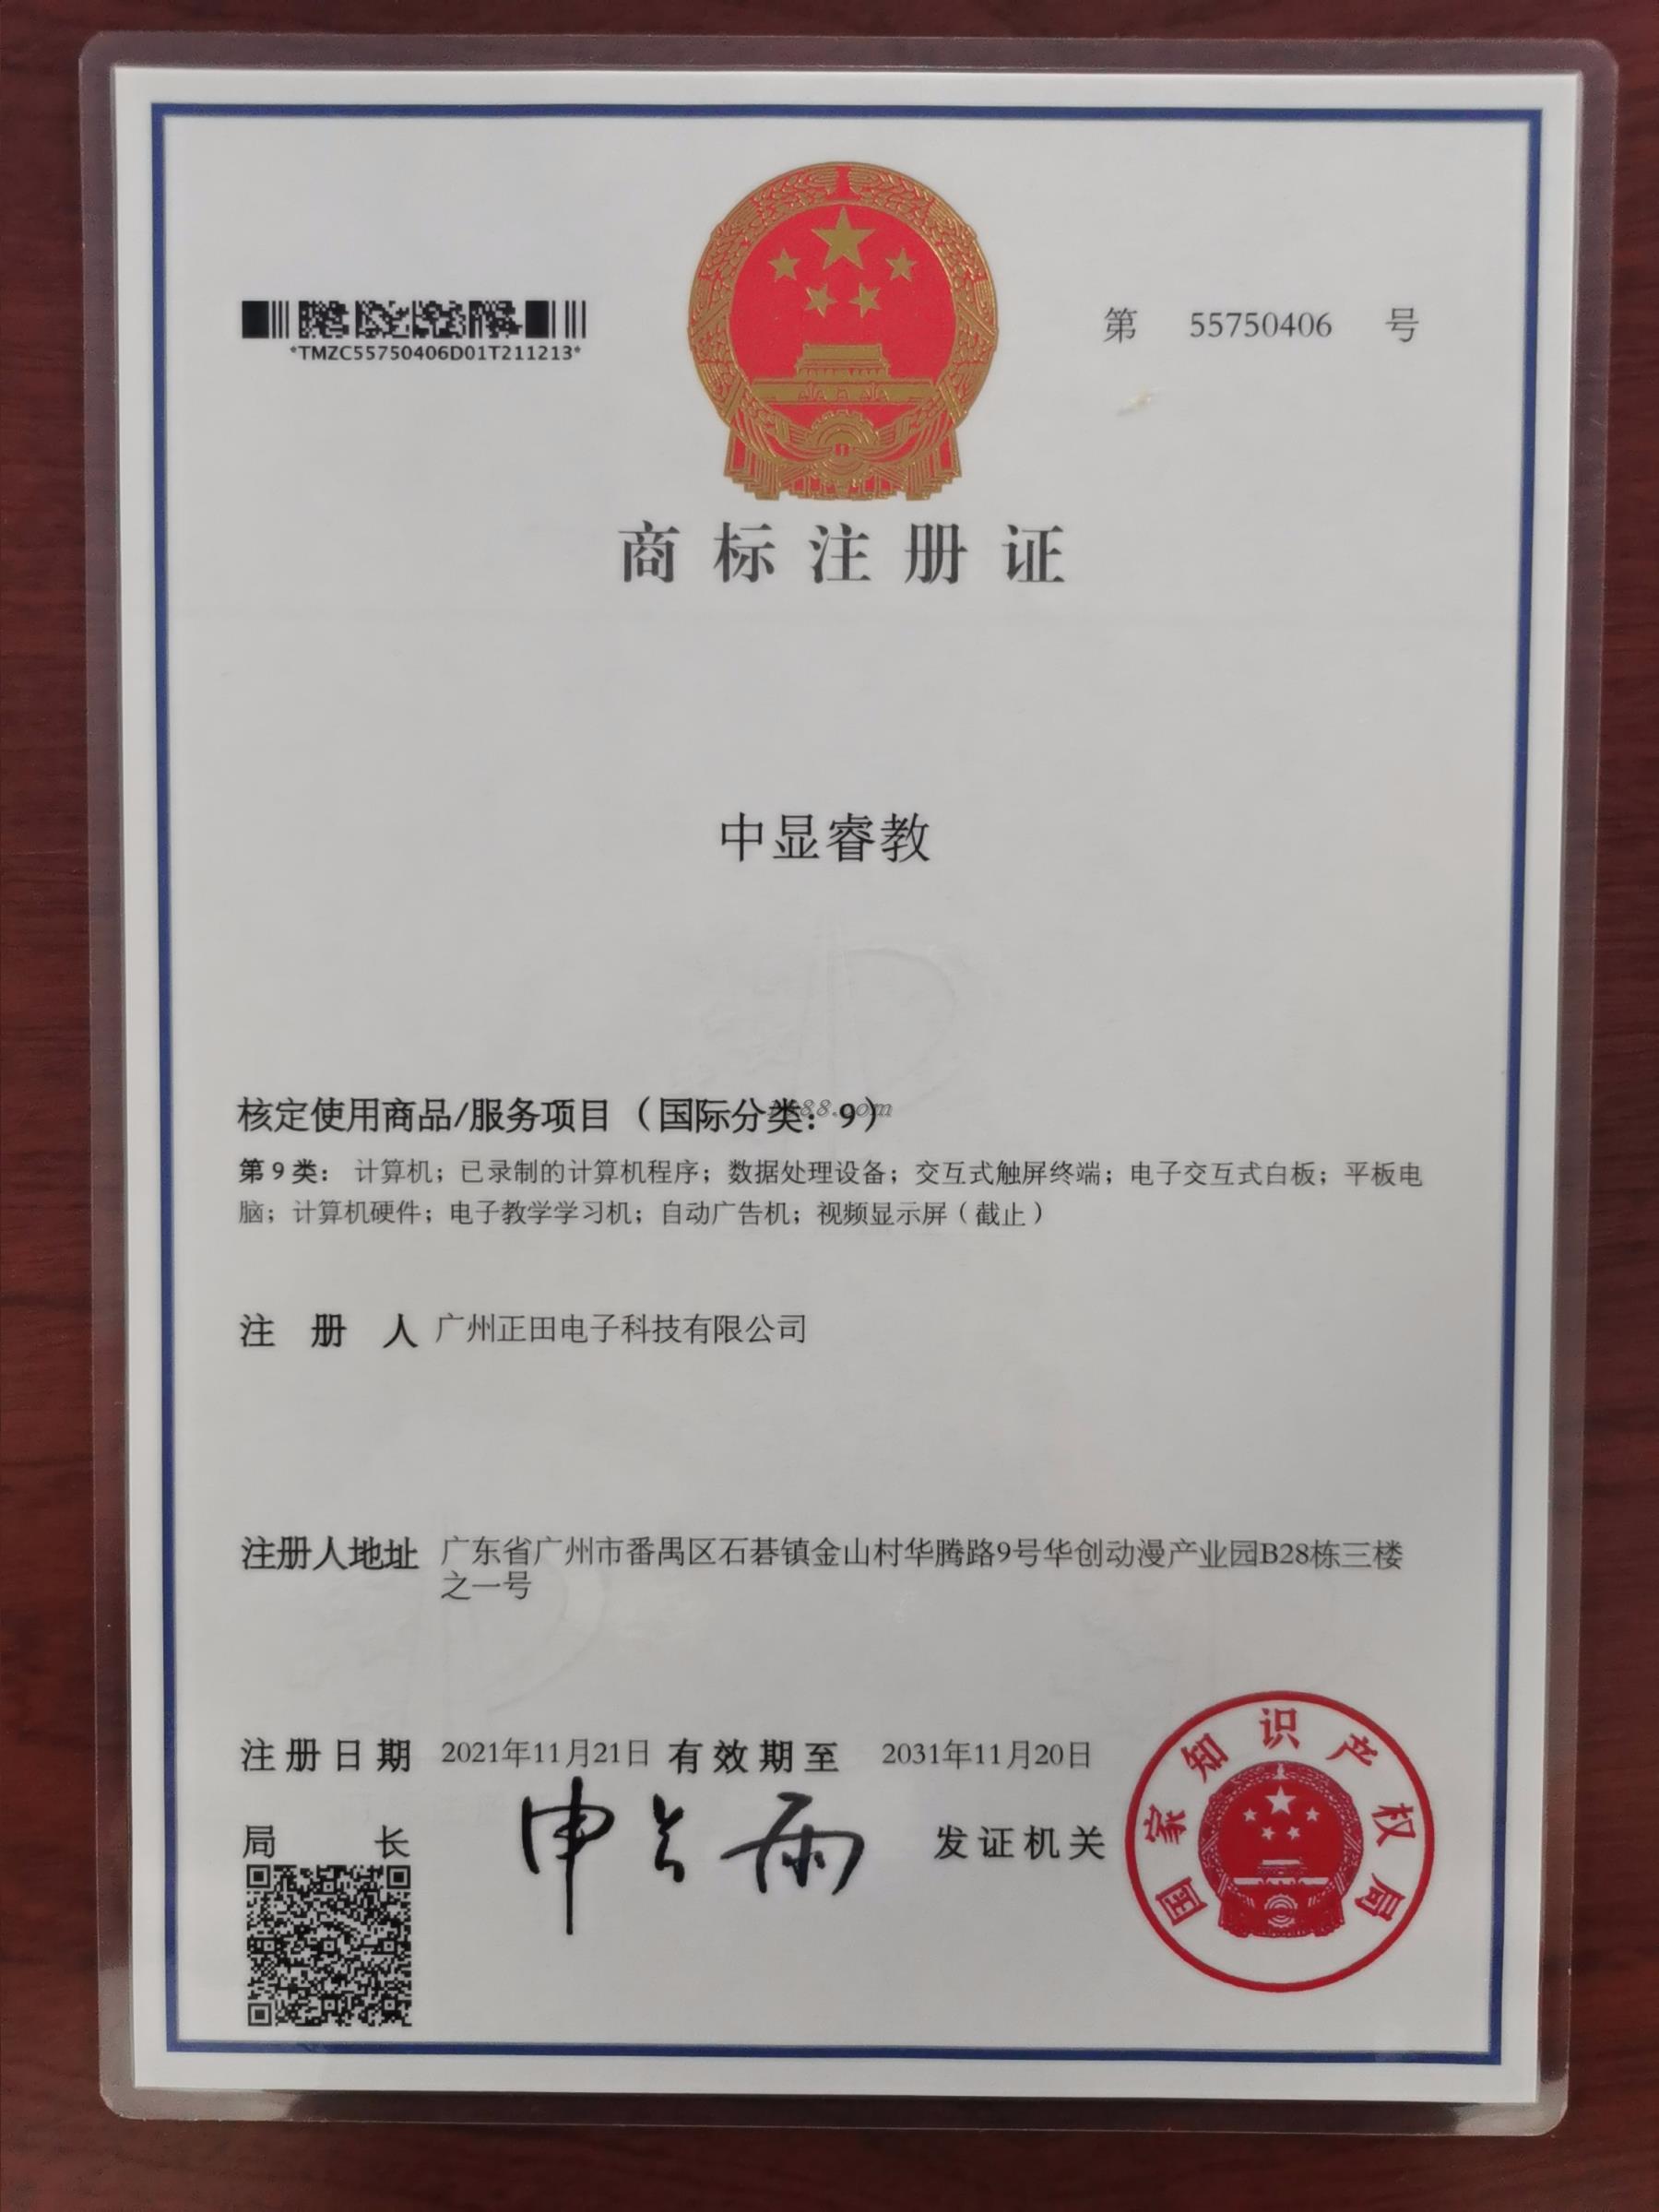 *TMZC55750406D01T211213*
第 55750406 号
商标注册证
中显睿教
核定使用商品/服务项目（国际分类：9）
第9类：计算机；已录制的计算机程序；数据处理设备；交互式触屏终端；电子交互式白板；平板电
脑；计算机硬件；电子教学学习机；自动广告机；视频显示屏（截止）
注册人 广州正田电子科技有限公司
注册人地址 广东省广州市番禺区石碁镇金山村华腾路9号华创动漫产业园B28栋三楼
之一号
注册日期 2021年11月21日 有效期至 2031年11月20日
局长 申长雨 发证机关
国家知识产权局